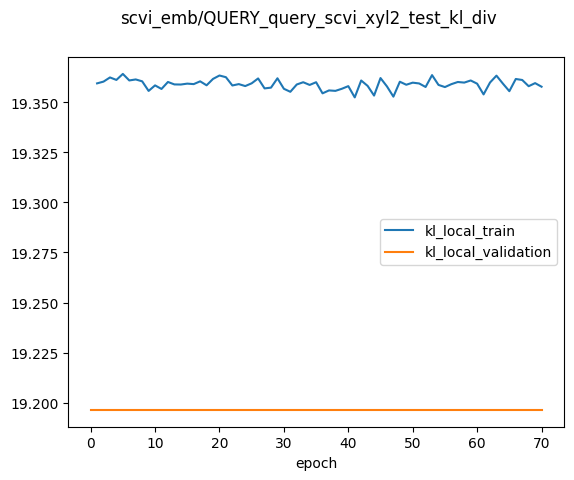 scvi_emb/QUERY_query_scvi_xyl2_test_kl_div
19.350
19.325
19.300
19.275
19.250
19.225
19.200
kl_local_train
kl_local_validation
0 10 20 30 40 50 60 70
epoch